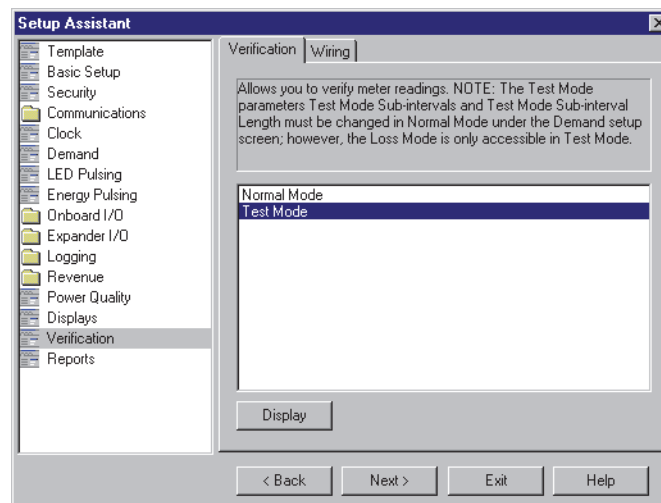 Setup Assistant
Template
Basic Setup
Security
Communications
Clock
Demand
LED Pulsing
Energy Pulsing
Onboard I/O
Expander I/O
Logging
Revenue
Power Quality
Displays
Verification
Reports
Verification
Wiring
Allows you to verify meter readings. NOTE: The Test Mode
parameters Test Mode Sub-intervals and Test Mode Sub-interval
Length must be changed in Normal Mode under the Demand setup
screen; however, the Loss Mode is only accessible in Test Mode.
Normal Mode
Test Mode
Display
< Back
Next >
Exit
Help